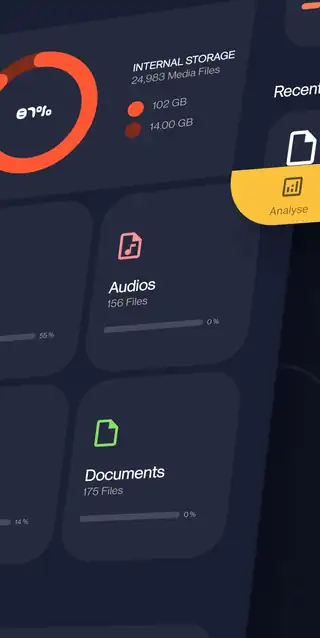 INTERNAL STORAGE
24,983 Media Files
87%
102 GB
14.00 GB
Recent
Analyse
Audios
156 Files
55%
0%
Documents
175 Files
14%
0%